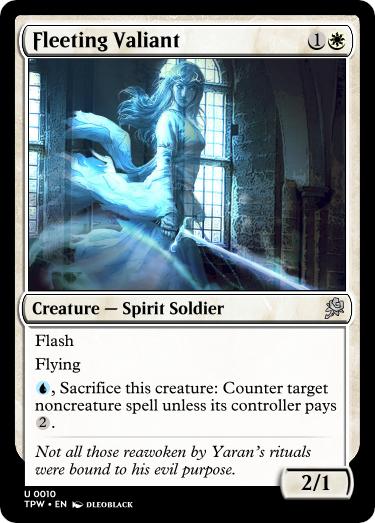 Fleeting Valiant 1
Creature — Spirit Soldier
Flash
Flying
, Sacrifice this creature: Counter target
noncreature spell unless its controller pays
2.
Not all those reawoken by Yaran's rituals
were bound to his evil purpose.
2/1
U 0010
TPW • EN DLEOBLACK